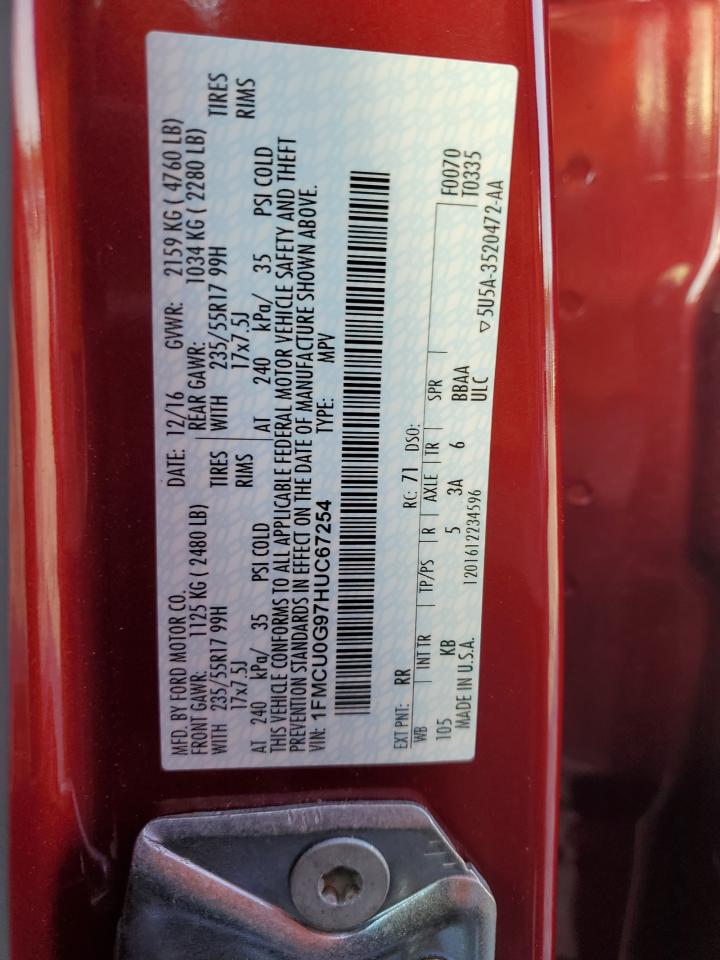 MFD. BY FORD MOTOR CO.
DATE: 12/16 GVWR: 2159 KG ( 4760 LB)
FRONT GAWR: 1125 KG ( 2480 LB) REAR GAWR: 1034 KG ( 2280 LB)
WITH 235/55R17 99H TIRES WITH 235/55R17 99H TIRES
17x7.5J RIMS 17x7.5J RIMS
AT 240 kPa/ 35 PSI COLD AT 240 kPa/ 35 PSI COLD
THIS VEHICLE CONFORMS TO ALL APPLICABLE FEDERAL MOTOR VEHICLE SAFETY AND THEFT
PREVENTION STANDARDS IN EFFECT ON THE DATE OF MANUFACTURE SHOWN ABOVE.
VIN: 1FMCU0G97HUC67254 TYPE: MPV
EXT PNT: RR RC: 71 DSO:
WB INT TR TP/PS R AXLE TR SPR F0070
105 KB 5 3A 6 BBAA T0335
MADE IN U.S.A. 1201612234596 ULC ▽5U5A-3520472-AA